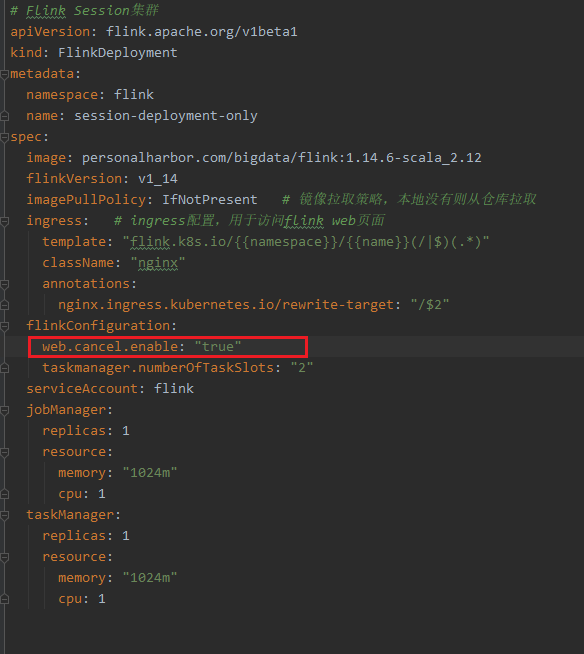 # Flink Session集群
apiVersion: flink.apache.org/v1beta1
kind: FlinkDeployment
metadata:
  namespace: flink
  name: session-deployment-only
spec:
  image: personalharbor.com/bigdata/flink:1.14.6-scala_2.12
  flinkVersion: v1_14
  imagePullPolicy: IfNotPresent   # 镜像拉取策略，本地没有则从仓库拉取
  ingress:   # ingress配置，用于访问flink web页面
    template: "flink.k8s.io/{{namespace}}/{{name}}(/|$)(.*)"
    className: "nginx"
    annotations:
      nginx.ingress.kubernetes.io/rewrite-target: "/$2"
  flinkConfiguration:
    web.cancel.enable: "true"
    taskmanager.numberOfTaskSlots: "2"
  serviceAccount: flink
  jobManager:
    replicas: 1
    resource:
      memory: "1024m"
      cpu: 1
  taskManager:
    replicas: 1
    resource:
      memory: "1024m"
      cpu: 1